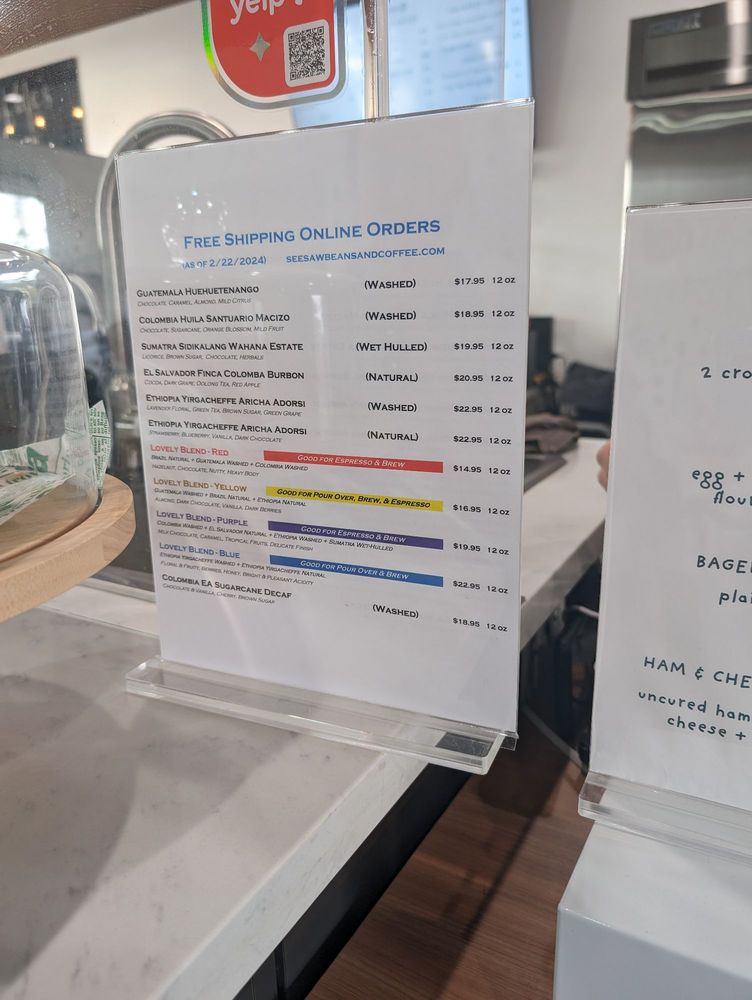 yelp
FREE SHIPPING ONLINE ORDERS
(AS OF 2/22/2024) SEESAWBEANSANDCOFFEE.COM
GUATEMALA HUEHUETENANGO (WASHED) $17.95 12 OZ
CHOCOLATE, CARAMEL, ALMOND, MILD CITRUS
COLOMBIA HUILA SANTUARIO MACIZO (WASHED) $18.95 12 OZ
CHOCOLATE, SUGARCANE, ORANGE BLOSSOM, MILD FRUIT
SUMATRA SIDIKALANG WAHANA ESTATE (WET HULLED) $19.95 12 OZ
LICORICE, BROWN SUGAR, CHOCOLATE, HERBALS
EL SALVADOR FINCA COLOMBA BURBON (NATURAL) $20.95 12 OZ
COCOA, DARK GRAPE, OOLONG TEA, RED APPLE
ETHIOPIA YIRGACHEFFE ARICHA ADORSI (WASHED) $22.95 12 OZ
LAVENDER FLORAL, GREEN TEA, BROWN SUGAR, GREEN GRAPE
ETHIOPIA YIRGACHEFFE ARICHA ADORSI (NATURAL) $22.95 12 OZ
STRAWBERRY, BLUEBERRY, VANILLA, DARK CHOCOLATE
LOVELY BLEND - RED GOOD FOR ESPRESSO & BREW $14.95 12 OZ
BRAZIL NATURAL + GUATEMALA WASHED + COLOMBIA WASHED
HAZELNUT, CHOCOLATE, NUTTY, HEAVY BODY
LOVELY BLEND - YELLOW GOOD FOR POUR OVER, BREW, & ESPRESSO $16.95 12 OZ
GUATEMALA WASHED + BRAZIL NATURAL + ETHIOPIA NATURAL
ALMOND, DARK CHOCOLATE, VANILLA, DARK BERRIES
LOVELY BLEND - PURPLE GOOD FOR ESPRESSO & BREW $19.95 12 OZ
COLOMBIA WASHED + EL SALVADOR NATURAL + ETHIOPIA WASHED + SUMATRA WET-HULLED
MILK CHOCOLATE, CARAMEL, TROPICAL FRUITS, DELICATE FINISH
LOVELY BLEND - BLUE GOOD FOR POUR OVER & BREW $22.95 12 OZ
ETHIOPIA YIRGACHEFFE WASHED + ETHIOPIA YIRGACHEFFE NATURAL
FLORAL & FRUITY, BERRIES, HONEY, BRIGHT & PLEASANT ACIDITY
COLOMBIA EA SUGARCANE DECAF (WASHED) $18.95 12 OZ
CHOCOLATE & VANILLA, CHERRY, BROWN SUGAR
2 cro
egg +
flou
BAGE
plai
HAM & CHE
uncured ham
cheese +